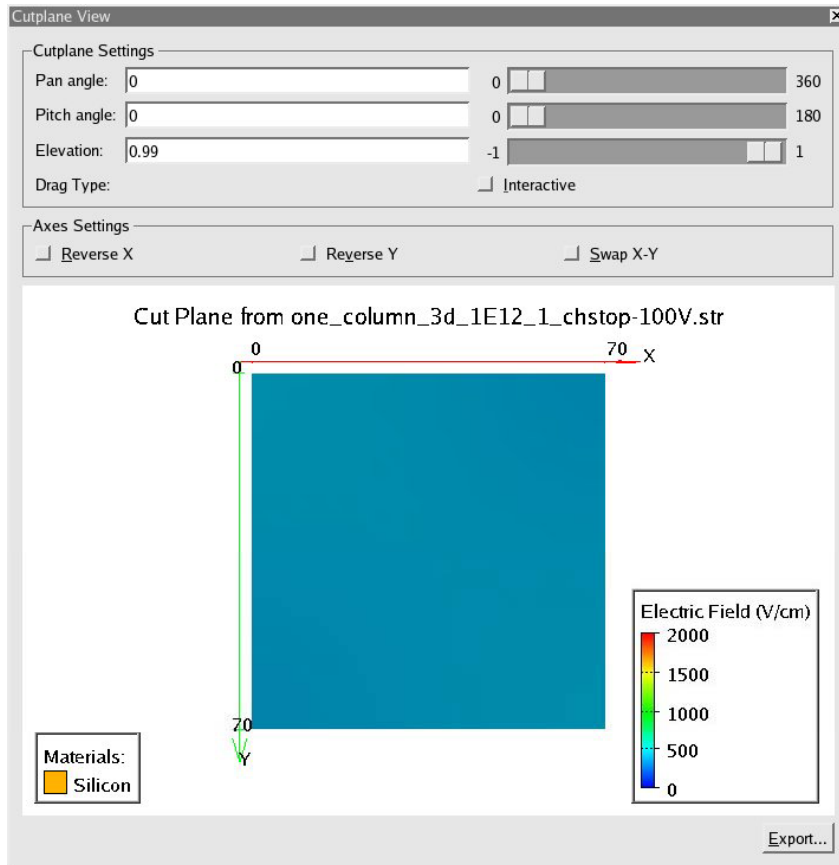 Cutplane View
Cutplane Settings
Pan angle: 0 0 360
Pitch angle: 0 0 180
Elevation: 0.99 -1 1
Drag Type: Interactive
Axes Settings
Reverse X Reverse Y Swap X-Y
Cut Plane from one_column_3d_1E12_1_chstop-100V.str
0 70 X
0
70
Y
Electric Field (V/cm)
2000
1500
1000
500
0
Materials:
Silicon
Export...